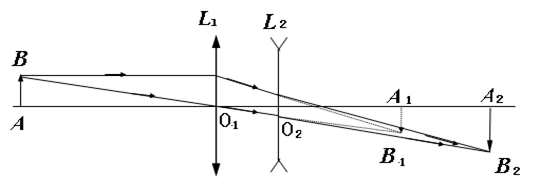 L₁ L₂
B
A₁ A₂
A O₁ O₂
B₁ B₂